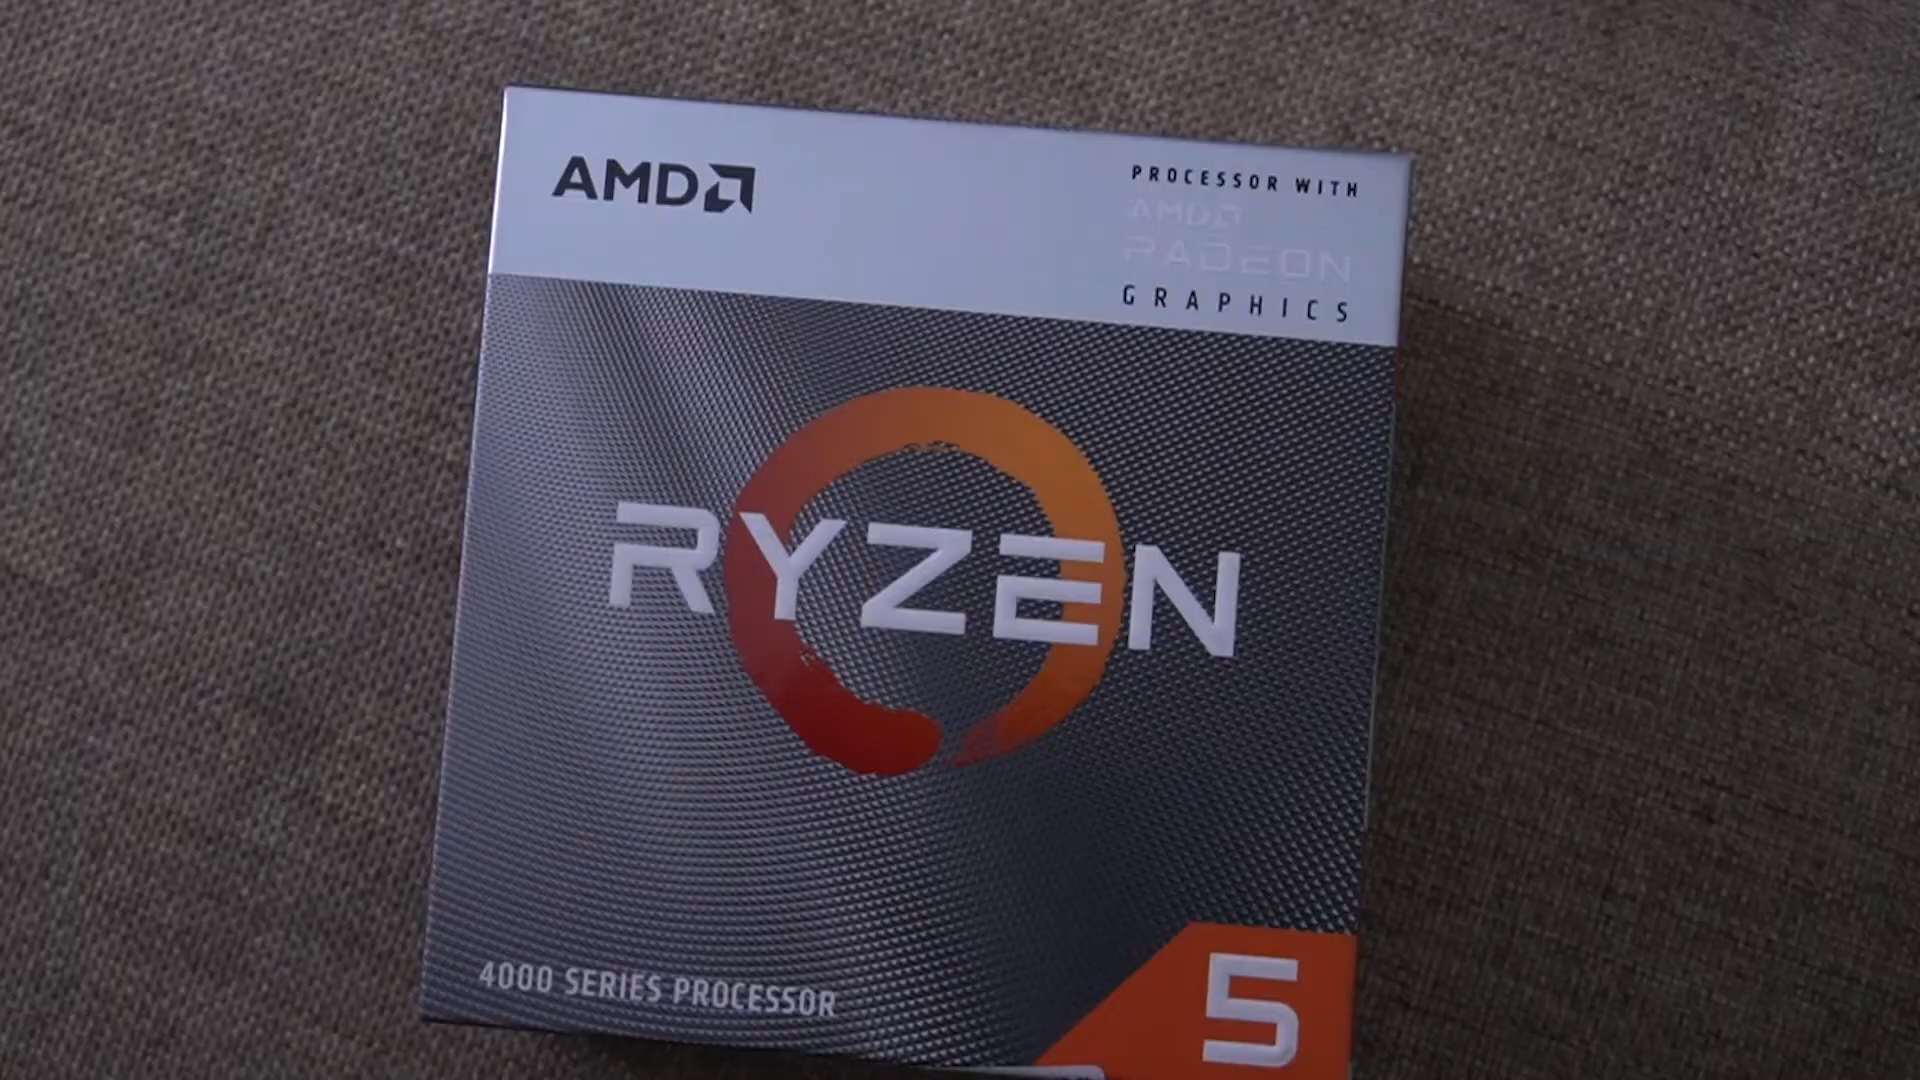 AMD
PROCESSOR WITH
AMD
RADEON
GRAPHICS
RYZEN
4000 SERIES PROCESSOR
5